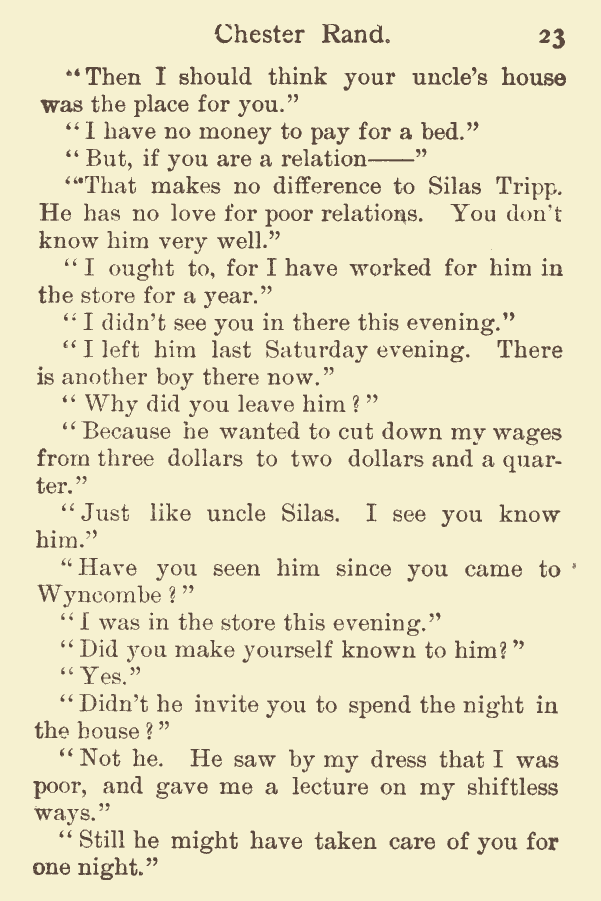 Chester Rand. 23
“Then I should think your uncle’s house
was the place for you.”
“I have no money to pay for a bed.”
“But, if you are a relation——”
“That makes no difference to Silas Tripp.
He has no love for poor relations. You don’t
know him very well.”
“I ought to, for I have worked for him in
the store for a year.”
“I didn’t see you in there this evening.”
“I left him last Saturday evening. There
is another boy there now.”
“Why did you leave him?”
“Because he wanted to cut down my wages
from three dollars to two dollars and a quar-
ter.”
“Just like uncle Silas. I see you know
him.”
“Have you seen him since you came to
Wyncombe?”
“I was in the store this evening.”
“Did you make yourself known to him?”
“Yes.”
“Didn’t he invite you to spend the night in
the house?”
“Not he. He saw by my dress that I was
poor, and gave me a lecture on my shiftless
ways.”
“Still he might have taken care of you for
one night.”